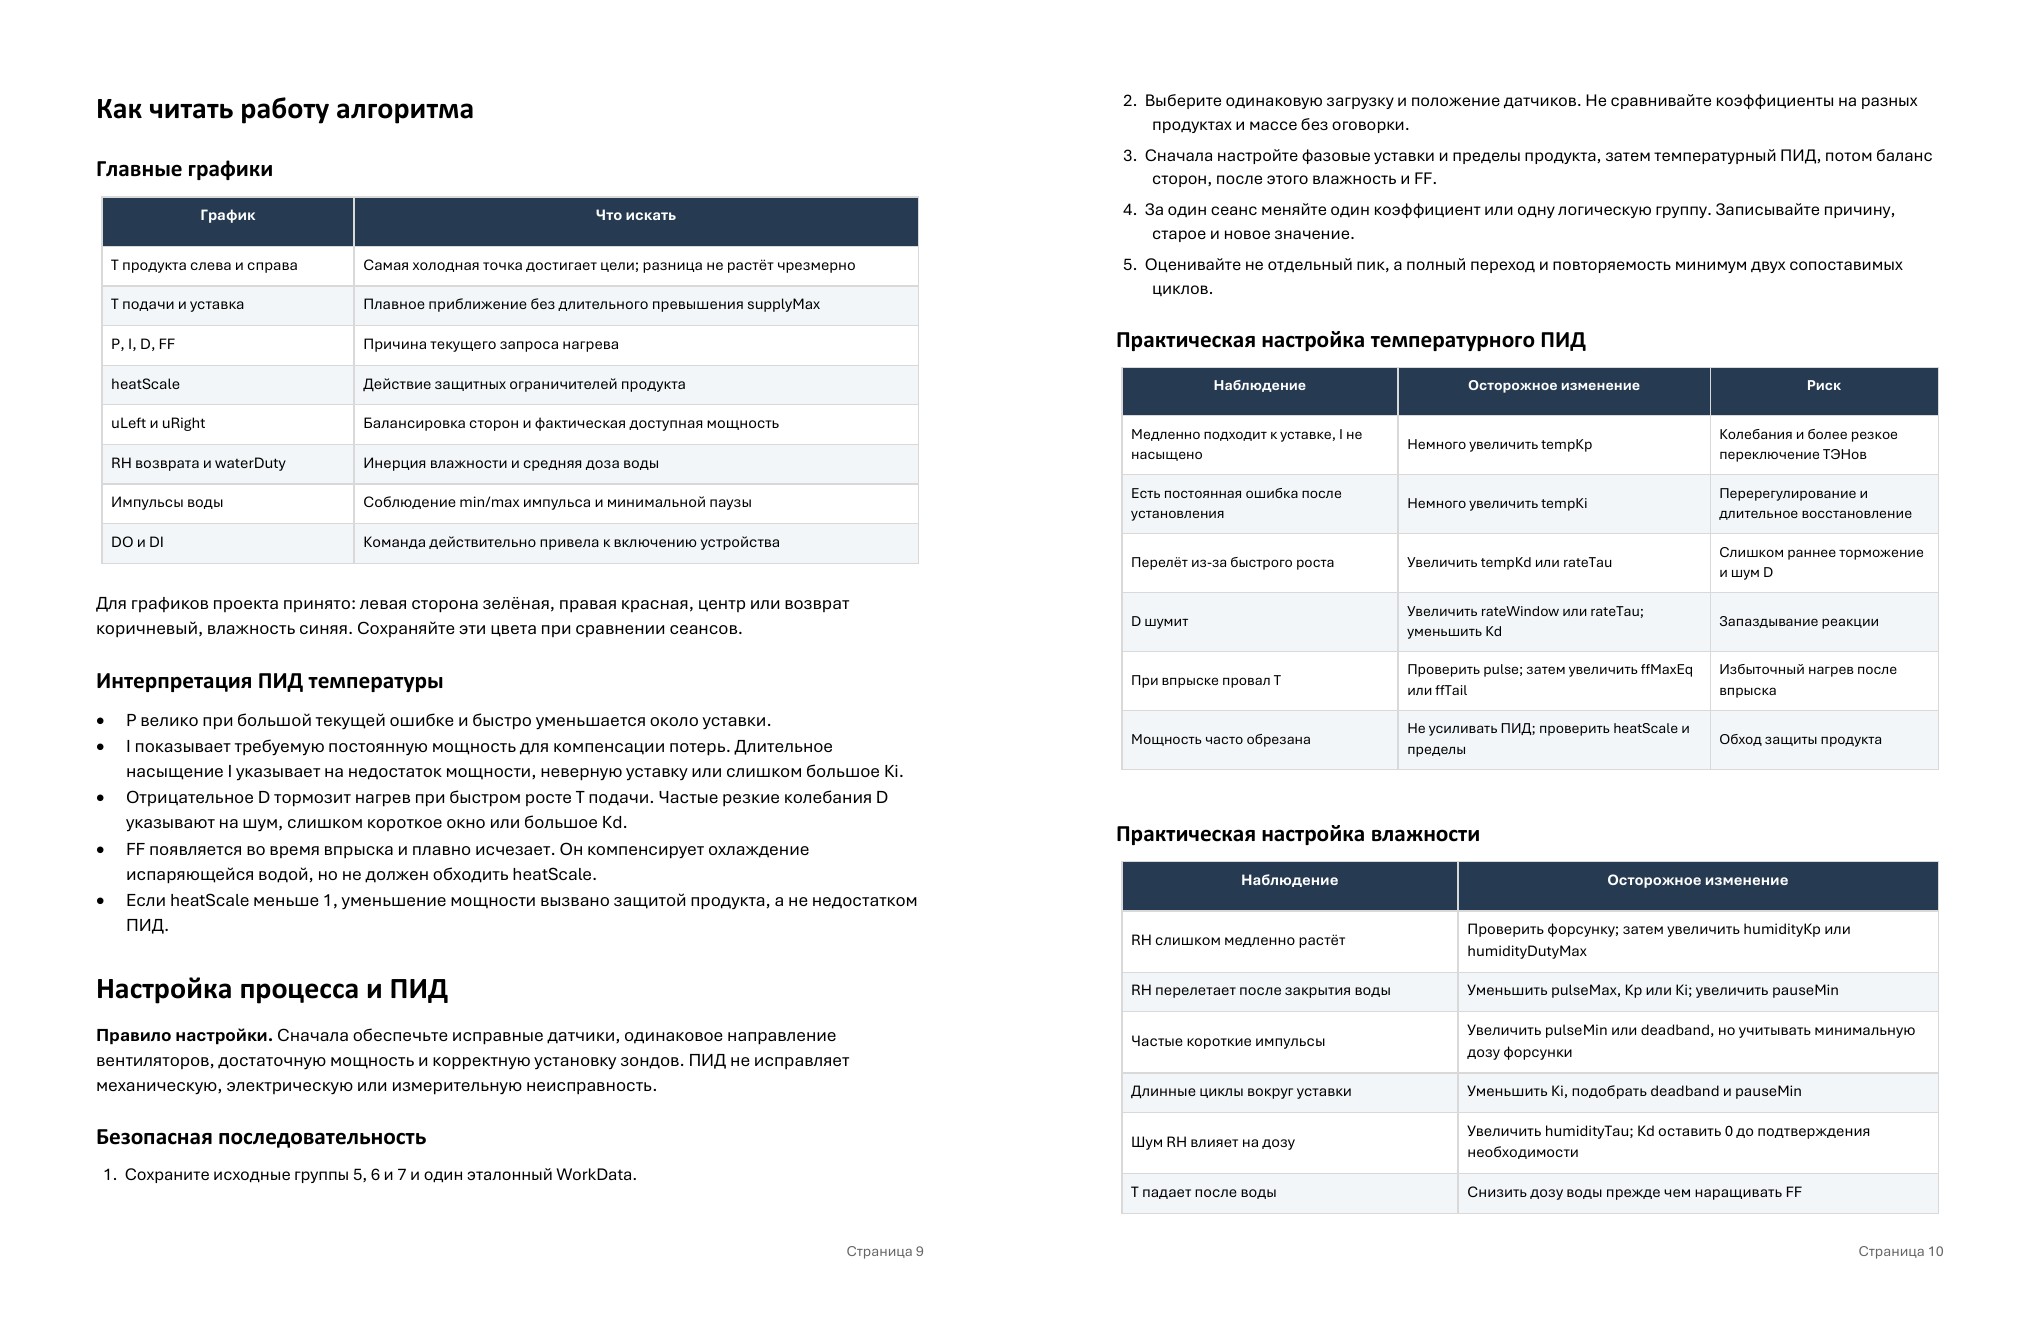 Как читать работу алгоритма
Главные графики
График
Что искать
Т продукта слева и справа
Самая холодная точка достигает цели; разница не растёт чрезмерно
Т подачи и уставка
Плавное приближение без длительного превышения supplyMax
P, I, D, FF
Причина текущего запроса нагрева
heatScale
Действие защитных ограничителей продукта
uLeft и uRight
Балансировка сторон и фактическая доступная мощность
RH возврата и waterDuty
Инерция влажности и средняя доза воды
Импульсы воды
Соблюдение min/max импульса и минимальной паузы
DO и DI
Команда действительно привела к включению устройства
Для графиков проекта принято: левая сторона зелёная, правая красная, центр или возврат
коричневый, влажность синяя. Сохраняйте эти цвета при сравнении сеансов.
Интерпретация ПИД температуры
• P велико при большой текущей ошибке и быстро уменьшается около уставки.
• I показывает требуемую постоянную мощность для компенсации потерь. Длительное
насыщение I указывает на недостаток мощности, неверную уставку или слишком большое Ki.
• Отрицательное D тормозит нагрев при быстром росте Т подачи. Частые резкие колебания D
указывают на шум, слишком короткое окно или большое Kd.
• FF появляется во время впрыска и плавно исчезает. Он компенсирует охлаждение
испаряющейся водой, но не должен обходить heatScale.
• Если heatScale меньше 1, уменьшение мощности вызвано защитой продукта, а не недостатком
ПИД.
Настройка процесса и ПИД
Правило настройки. Сначала обеспечьте исправные датчики, одинаковое направление
вентиляторов, достаточную мощность и корректную установку зондов. ПИД не исправляет
механическую, электрическую или измерительную неисправность.
Безопасная последовательность
1. Сохраните исходные группы 5, 6 и 7 и один эталонный WorkData.
Страница 9
2. Выберите одинаковую загрузку и положение датчиков. Не сравнивайте коэффициенты на разных
продуктах и массе без оговорки.
3. Сначала настройте фазовые уставки и пределы продукта, затем температурный ПИД, потом баланс
сторон, после этого влажность и FF.
4. За один сеанс меняйте один коэффициент или одну логическую группу. Записывайте причину,
старое и новое значение.
5. Оценивайте не отдельный пик, а полный переход и повторяемость минимум двух сопоставимых
циклов.
Практическая настройка температурного ПИД
Наблюдение
Осторожное изменение
Риск
Медленно подходит к уставке, I не
насыщено
Немного увеличить tempKp
Колебания и более резкое
переключение ТЭНов
Есть постоянная ошибка после
установления
Немного увеличить tempKi
Перерегулирование и
длительное восстановление
Перелёт из-за быстрого роста
Увеличить tempKd или rateTau
Слишком раннее торможение
и шум D
D шумит
Увеличить rateWindow или rateTau;
уменьшить Kd
Запаздывание реакции
При впрыске провал Т
Проверить pulse; затем увеличить ffMaxEq
или ffTail
Избыточный нагрев после
впрыска
Мощность часто обрезана
Не усиливать ПИД; проверить heatScale и
пределы
Обход защиты продукта
Практическая настройка влажности
Наблюдение
Осторожное изменение
RH слишком медленно растёт
Проверить форсунку; затем увеличить humidityKp или
humidityDutyMax
RH перелетает после закрытия воды
Уменьшить pulseMax, Kp или Ki; увеличить pauseMin
Частые короткие импульсы
Увеличить pulseMin или deadband, но учитывать минимальную
дозу форсунки
Длинные циклы вокруг уставки
Уменьшить Ki, подобрать deadband и pauseMin
Шум RH влияет на дозу
Увеличить humidityTau; Kd оставить 0 до подтверждения
необходимости
Т падает после воды
Снизить дозу воды прежде чем наращивать FF
Страница 10